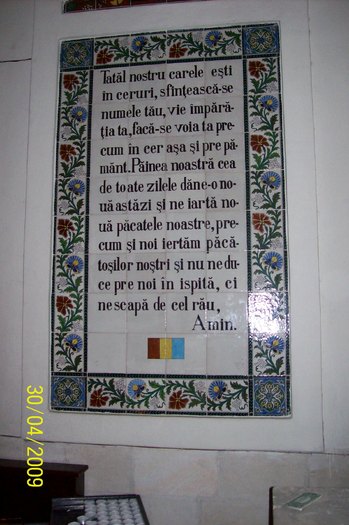 Tatăl nostru carele ești
în ceruri, sfințească-se
numele tău, vie împără-
ția ta, facă-se voia ta pre-
cum în cer așa și pre pă-
mânt. Păinea noastră cea
de toate zilele dăne-o no-
uă astăzi și ne iartă no-
uă păcatele noastre, pre-
cum și noi iertăm păcă-
toșilor noștri și nu ne du-
ce pre noi în ispită, ci
ne scapă de cel rău,
Amin.
30/04/2009